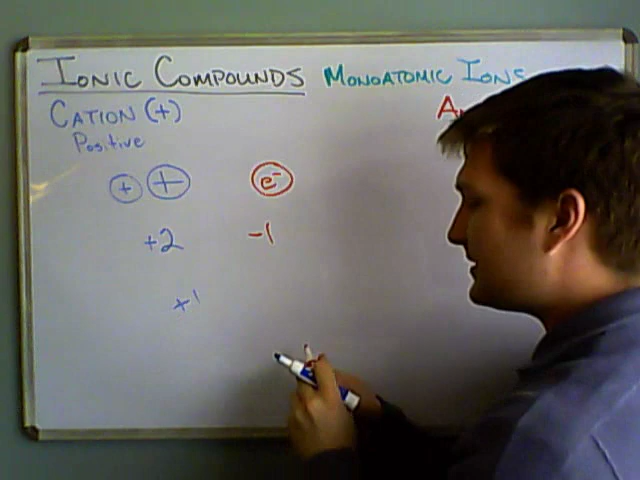 IONIC COMPOUNDS MONOATOMIC IONS
CATION (+)
Positive
+ + e⁻
+2 -1
+1